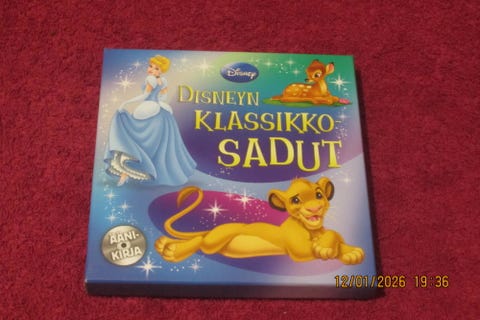 Disney
DISNEYN
KLASSIKKO-
SADUT
ÄÄNI-
KIRJA
12/01/2026 19:36